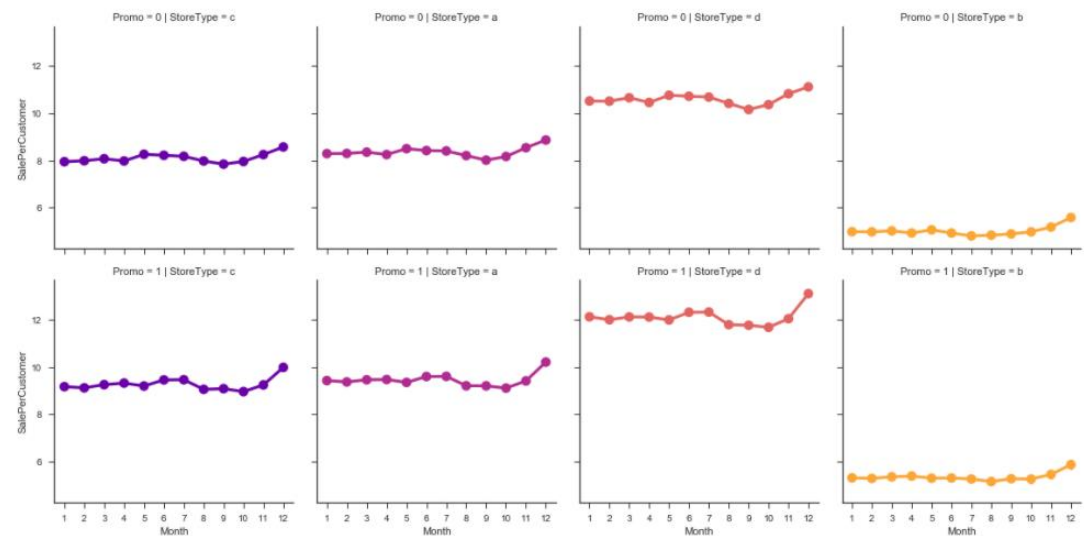 Promo = 0 | StoreType = c
Promo = 0 | StoreType = a
Promo = 0 | StoreType = d
Promo = 0 | StoreType = b
SalePerCustomer
12
10
8
6
Promo = 1 | StoreType = c
Promo = 1 | StoreType = a
Promo = 1 | StoreType = d
Promo = 1 | StoreType = b
SalePerCustomer
12
10
8
6
1 2 3 4 5 6 7 8 9 10 11 12
Month
1 2 3 4 5 6 7 8 9 10 11 12
Month
1 2 3 4 5 6 7 8 9 10 11 12
Month
1 2 3 4 5 6 7 8 9 10 11 12
Month